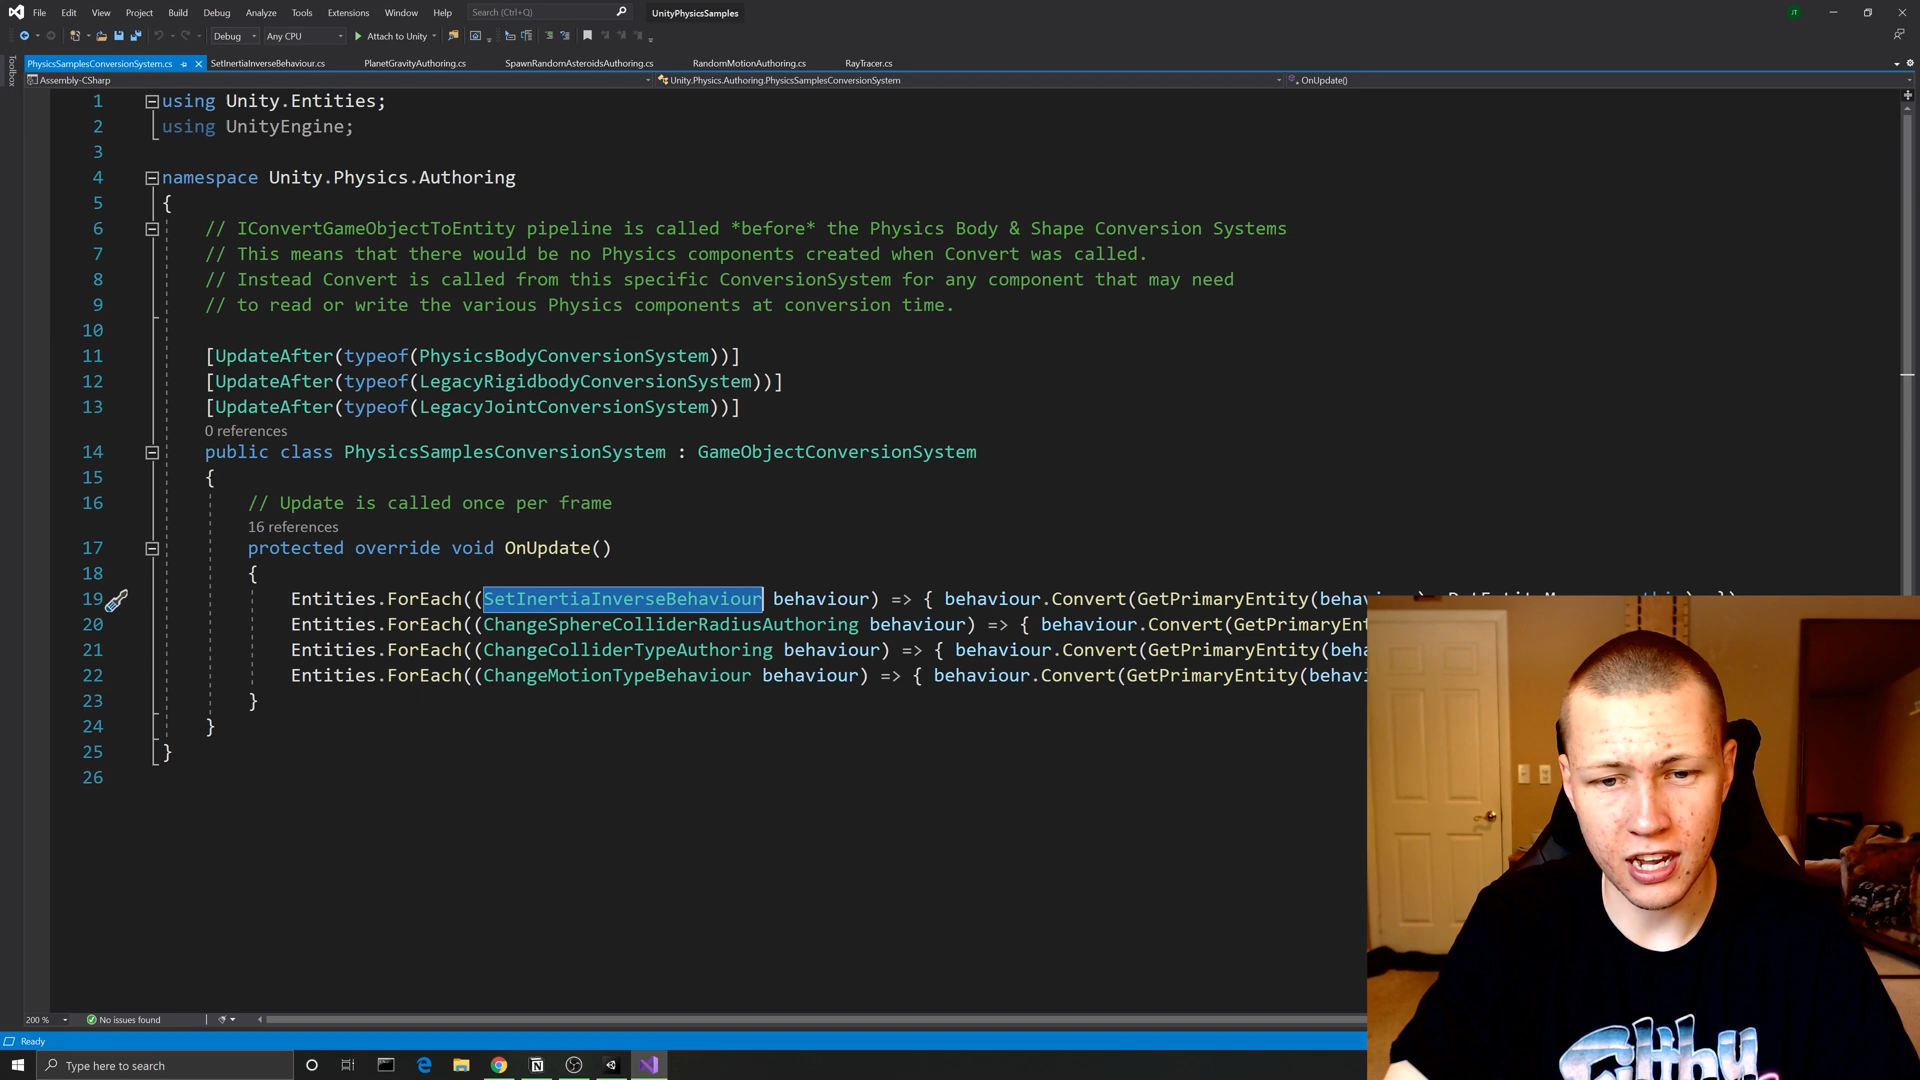 File Edit View Project Build Debug Analyze Tools Extensions Window Help Search (Ctrl+Q) UnityPhysicsSamples JT
Debug Any CPU Attach to Unity
PhysicsSamplesConversionSystem.cs SetInertiaInverseBehaviour.cs PlanetGravityAuthoring.cs SpawnRandomAsteroidsAuthoring.cs RandomMotionAuthoring.cs RayTracer.cs
Toolbox
Assembly-CSharp Unity.Physics.Authoring.PhysicsSamplesConversionSystem OnUpdate()
1 using Unity.Entities;
2 using UnityEngine;
3
4 namespace Unity.Physics.Authoring
5 {
6 // IConvertGameObjectToEntity pipeline is called *before* the Physics Body & Shape Conversion Systems
7 // This means that there would be no Physics components created when Convert was called.
8 // Instead Convert is called from this specific ConversionSystem for any component that may need
9 // to read or write the various Physics components at conversion time.
10
11 [UpdateAfter(typeof(PhysicsBodyConversionSystem))]
12 [UpdateAfter(typeof(LegacyRigidbodyConversionSystem))]
13 [UpdateAfter(typeof(LegacyJointConversionSystem))]
0 references
14 public class PhysicsSamplesConversionSystem : GameObjectConversionSystem
15 {
16 // Update is called once per frame
16 references
17 protected override void OnUpdate()
18 {
19 Entities.ForEach((SetInertiaInverseBehaviour behaviour) => { behaviour.Convert(GetPrimaryEntity(behav
20 Entities.ForEach((ChangeSphereColliderRadiusAuthoring behaviour) => { behaviour.Convert(GetPrimaryEnt
21 Entities.ForEach((ChangeColliderTypeAuthoring behaviour) => { behaviour.Convert(GetPrimaryEntity(beha
22 Entities.ForEach((ChangeMotionTypeBehaviour behaviour) => { behaviour.Convert(GetPrimaryEntity(behavi
23 }
24 }
25 }
26
200 % No issues found
Ready
Type here to search